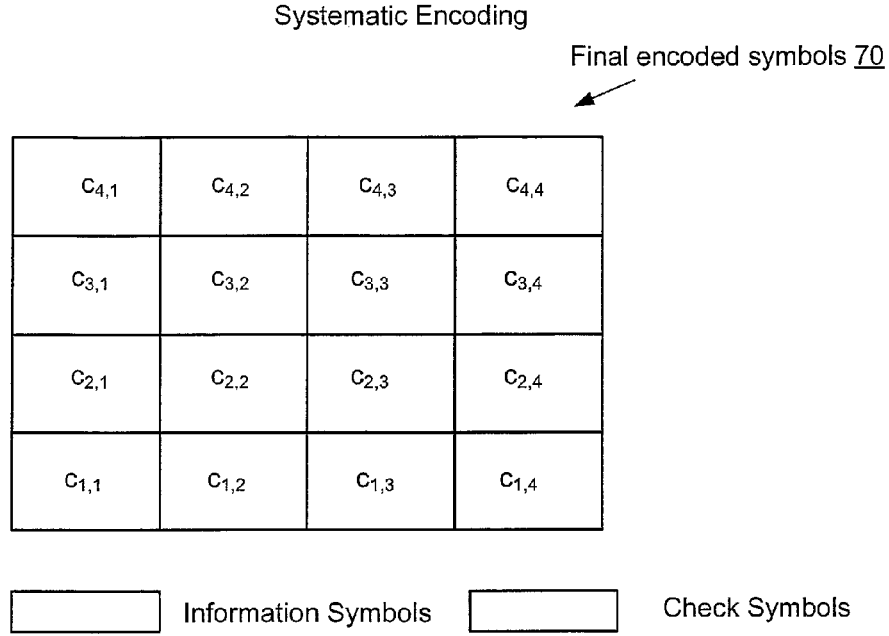 Systematic Encoding
Final encoded symbols 70
C4,1 C4,2 C4,3 C4,4
C3,1 C3,2 C3,3 C3,4
C2,1 C2,2 C2,3 C2,4
C1,1 C1,2 C1,3 C1,4
Information Symbols Check Symbols